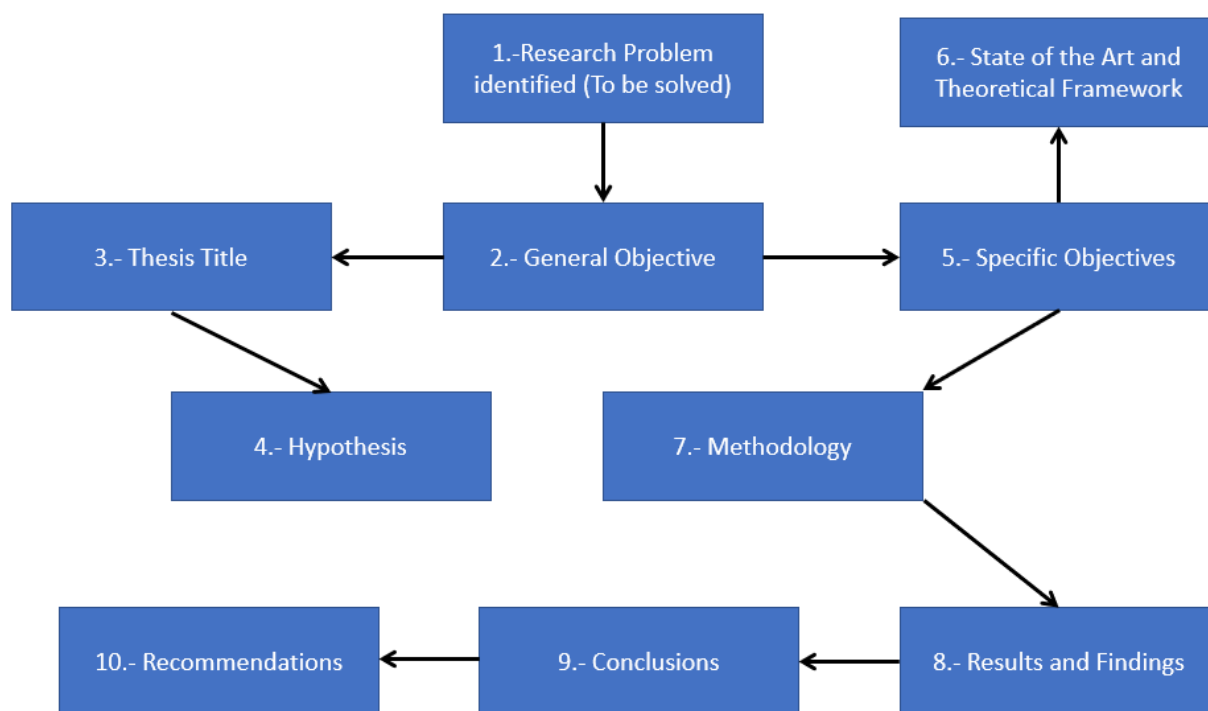 1.-Research Problem
identified (To be solved)
6.- State of the Art and
Theoretical Framework
3.- Thesis Title
2.- General Objective
5.- Specific Objectives
4.- Hypothesis
7.- Methodology
10.- Recommendations
9.- Conclusions
8.- Results and Findings